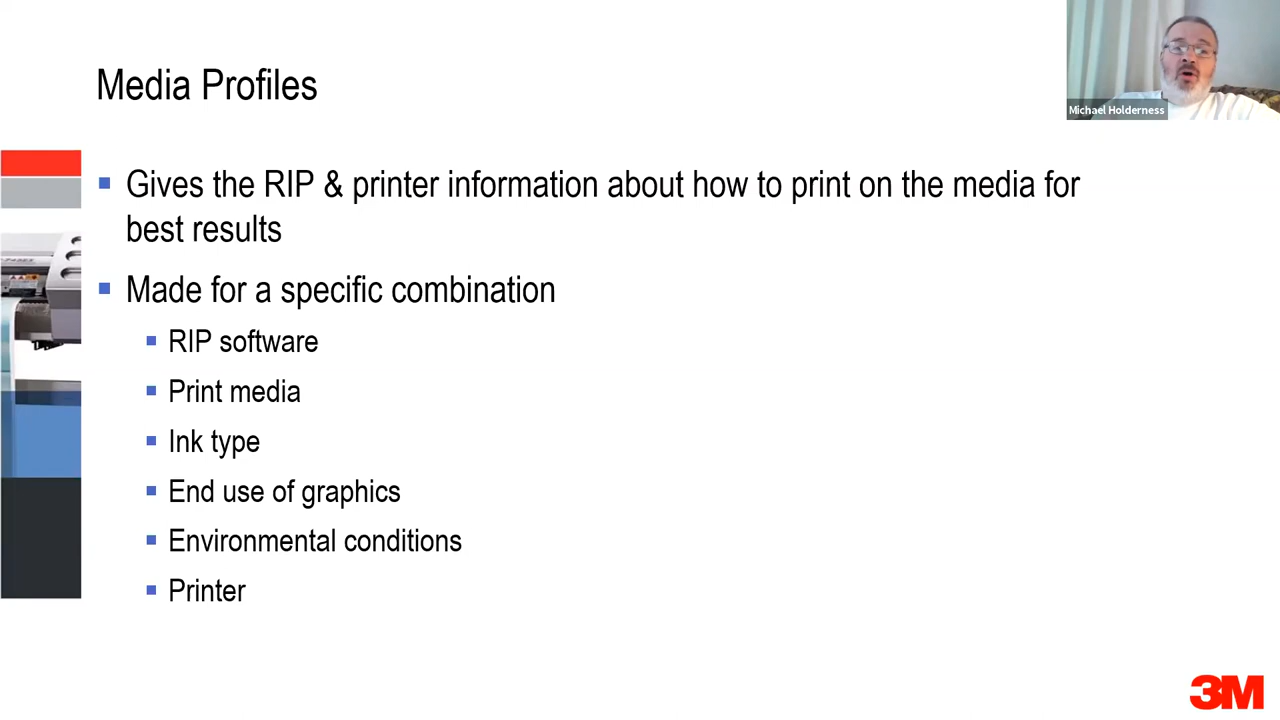 Media Profiles
Michael Holderness
Gives the RIP & printer information about how to print on the media for
best results
Made for a specific combination
RIP software
Print media
Ink type
End use of graphics
Environmental conditions
Printer
3M